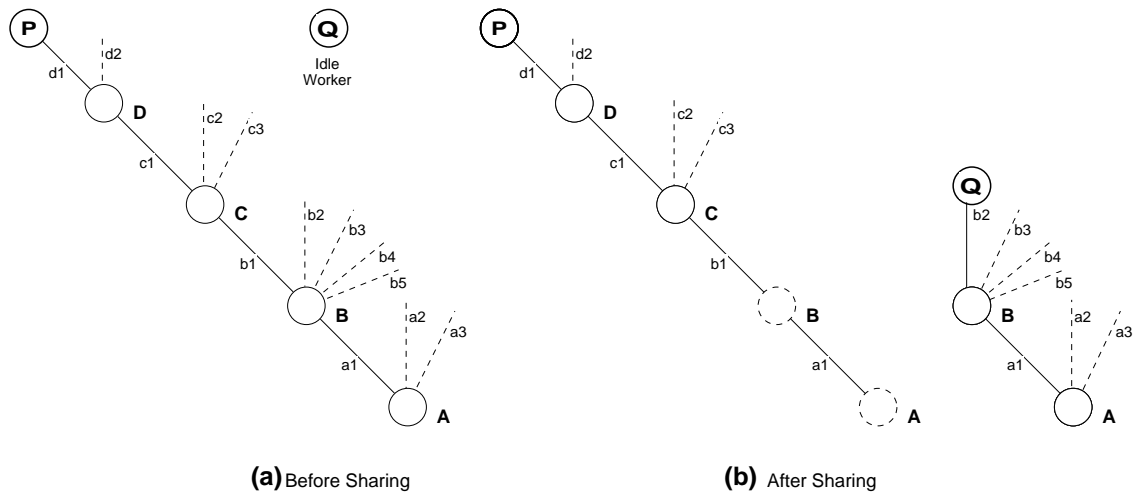 P
Q
d2
Idle
Worker
d1
D
c2
c3
c1
C
b2
b3
b1
b4
b5
B
a2
a3
a1
A
(a) Before Sharing
P
d2
d1
D
c2
c3
c1
C
b1
B
a1
A
Q
b2
b3
b4
b5
B
a2
a3
a1
A
(b) After Sharing